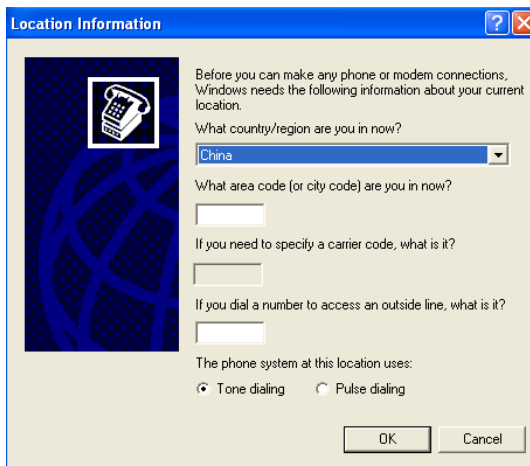 Location Information
Before you can make any phone or modem connections,
Windows needs the following information about your current
location.
What country/region are you in now?
China
What area code (or city code) are you in now?
If you need to specify a carrier code, what is it?
If you dial a number to access an outside line, what is it?
The phone system at this location uses:
Tone dialing Pulse dialing
OK Cancel